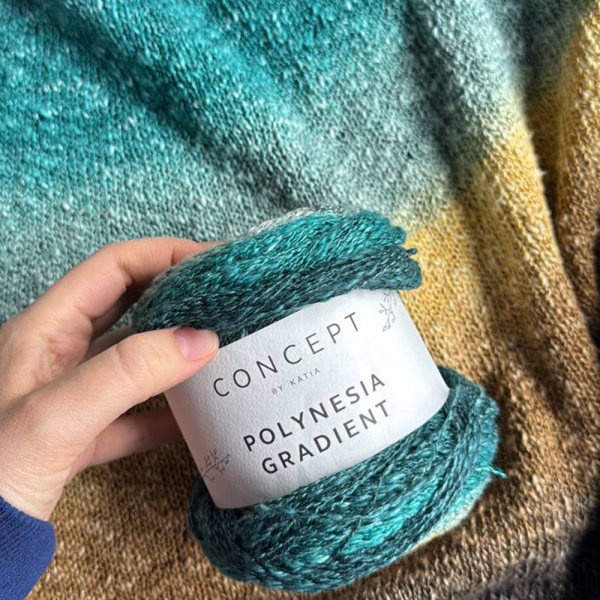 CONCEPT
BY KATIA
POLYNESIA
GRADIENT